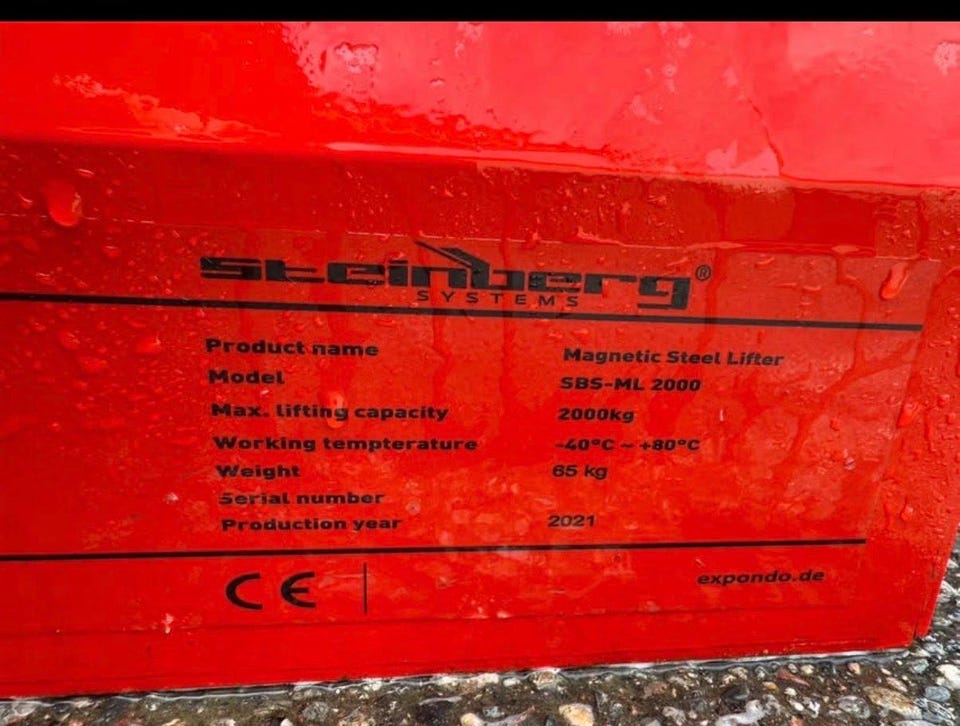 steinberg®
SYSTEMS
Product name Magnetic Steel Lifter
Model SBS-ML 2000
Max. lifting capacity 2000kg
Working tempterature -40°C ~ +80°C
Weight 65 kg
Serial number
Production year 2021
CE expondo.de